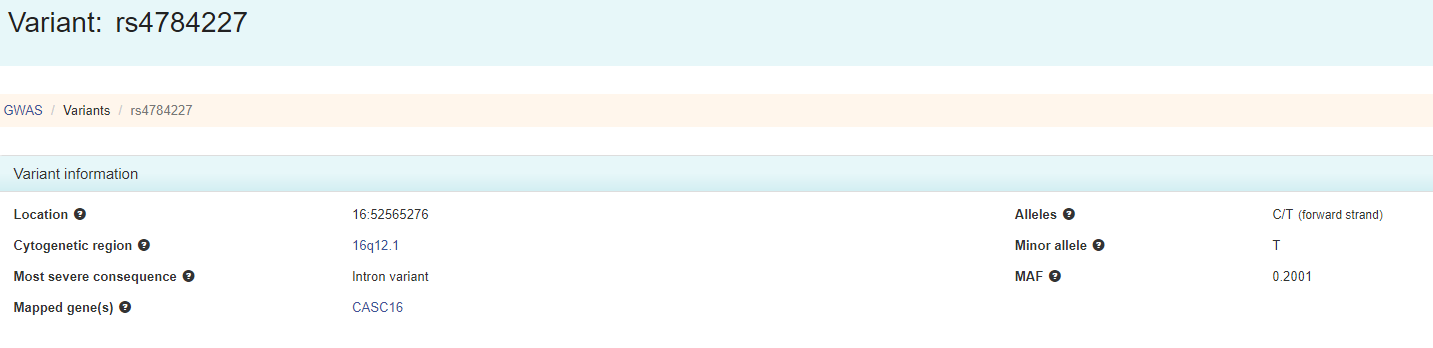 Variant: rs4784227
GWAS / Variants / rs4784227
Variant information
Location 16:52565276 Alleles C/T (forward strand)
Cytogenetic region 16q12.1 Minor allele T
Most severe consequence Intron variant MAF 0.2001
Mapped gene(s) CASC16